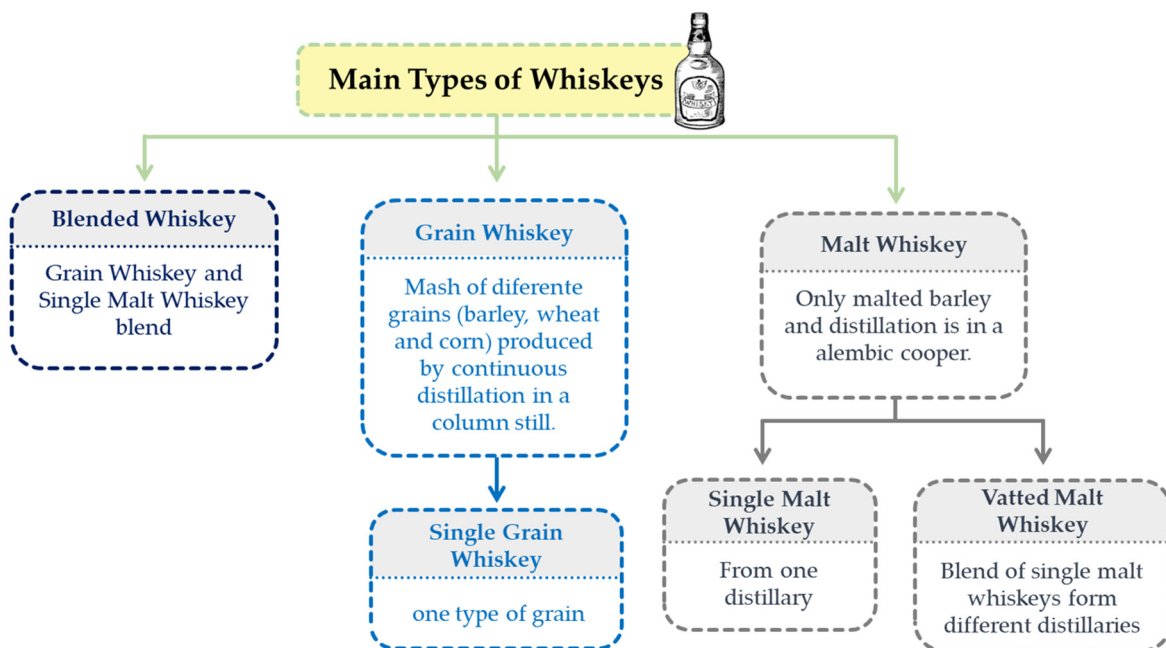 Main Types of Whiskeys
WHISKEY
Blended Whiskey
Grain Whiskey and
Single Malt Whiskey
blend
Grain Whiskey
Mash of diferente
grains (barley, wheat
and corn) produced
by continuous
distillation in a
column still.
Single Grain
Whiskey
one type of grain
Malt Whiskey
Only malted barley
and distillation is in a
alembic cooper.
Single Malt
Whiskey
From one
distillary
Vatted Malt
Whiskey
Blend of single malt
whiskeys form
different distillaries